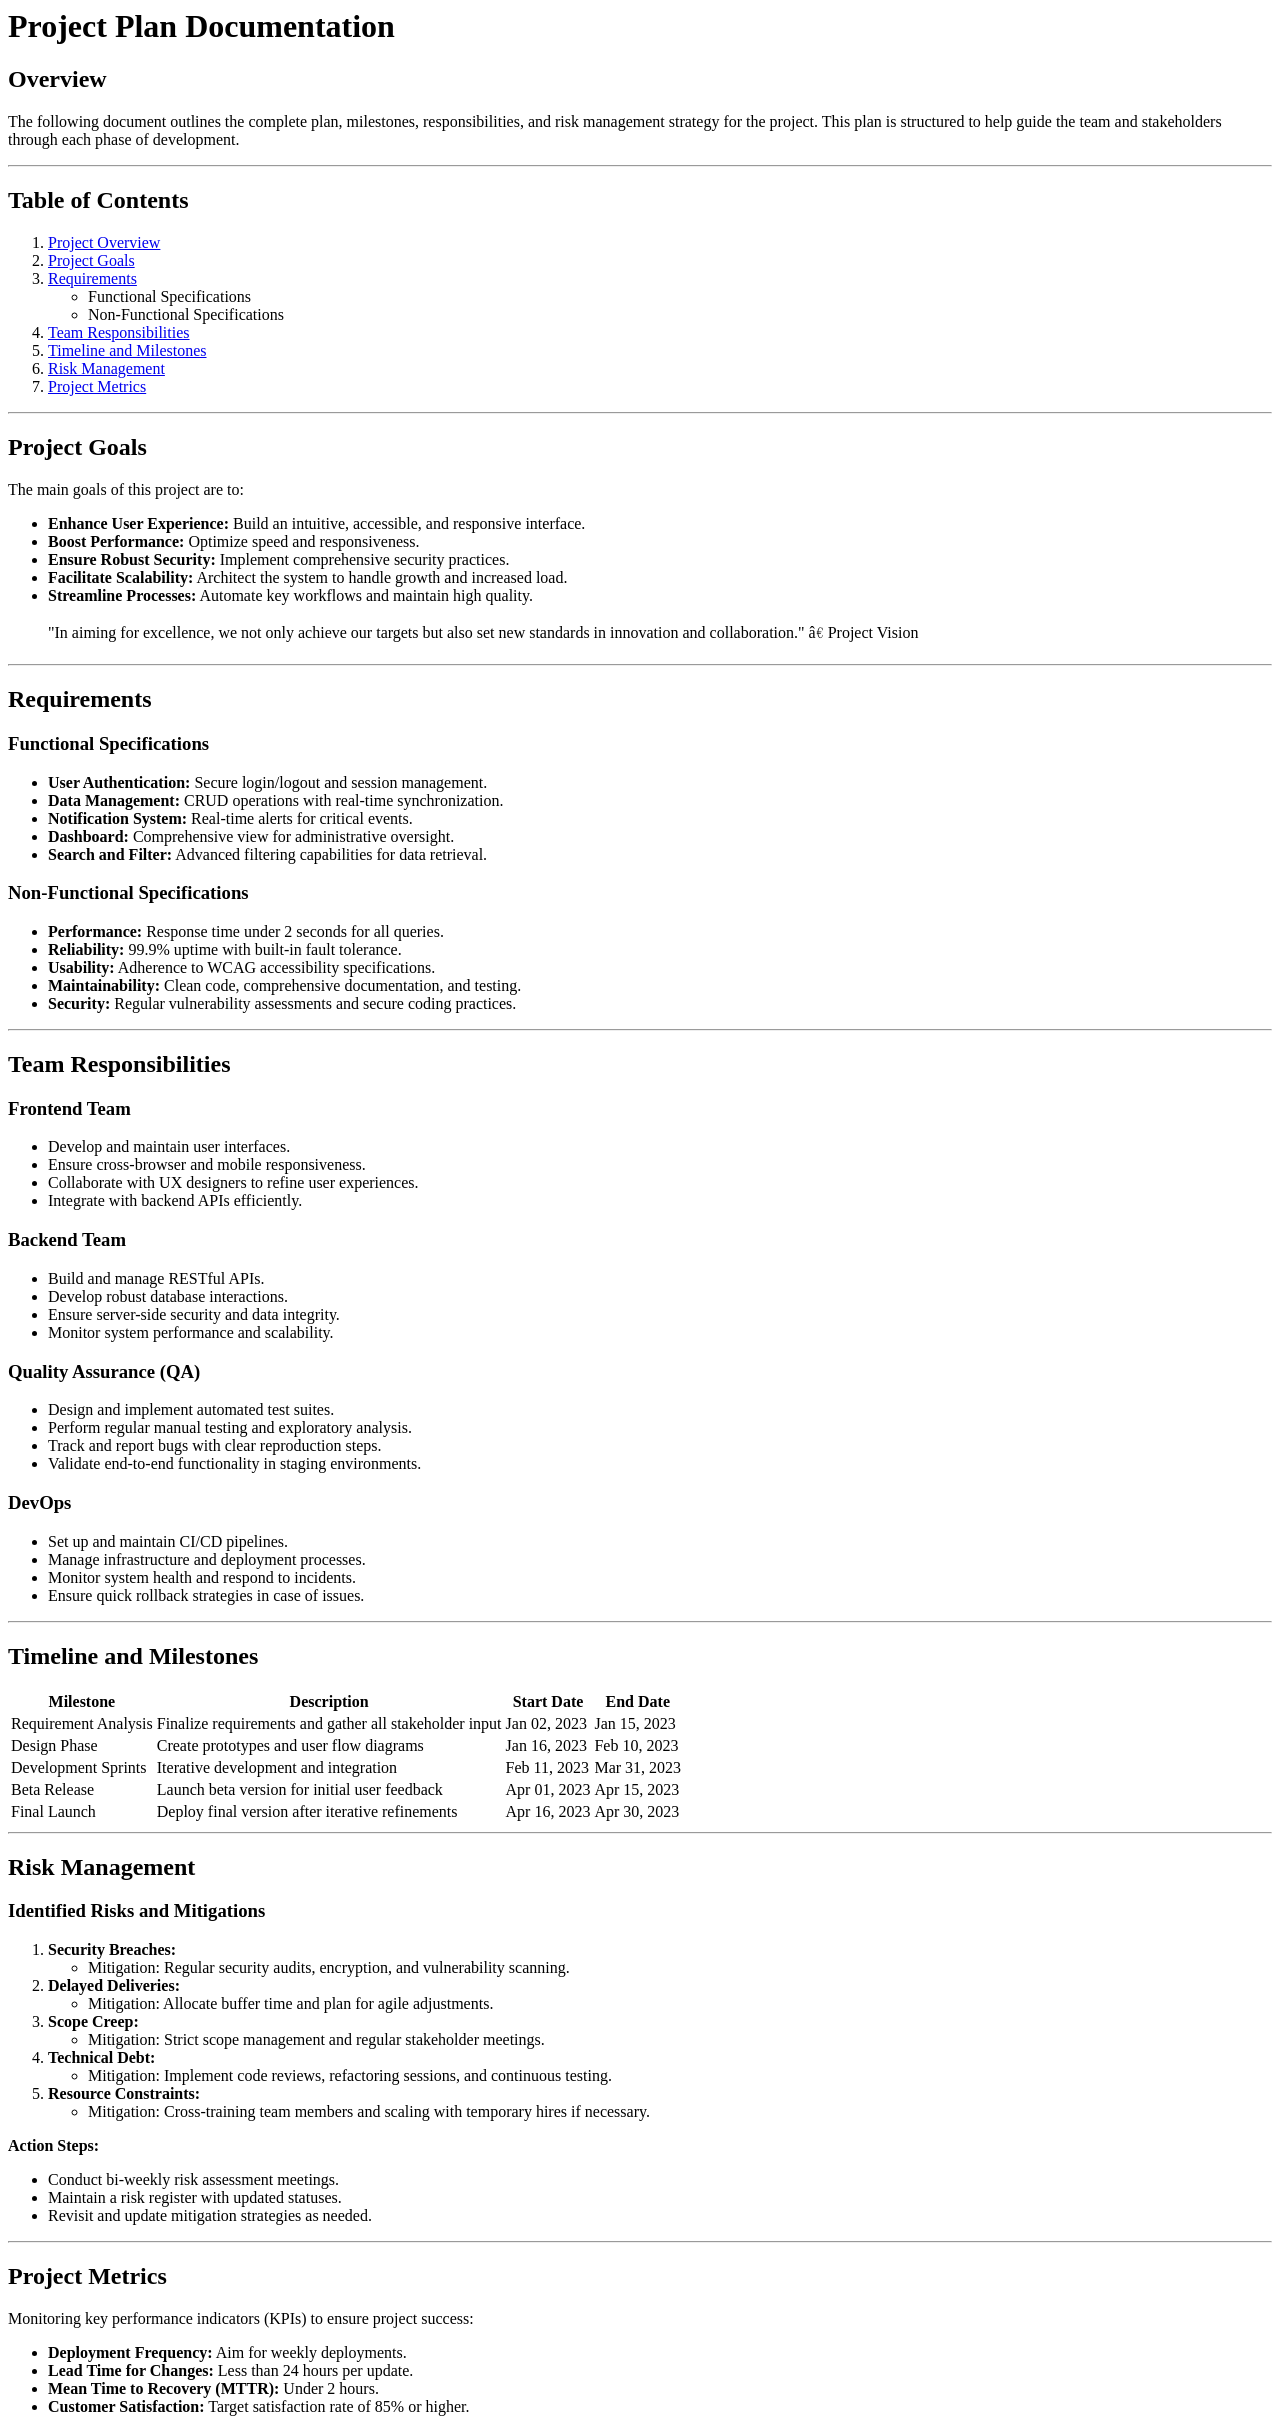 Project Plan Documentation
Overview
The following document outlines the complete plan, milestones, responsibilities, and risk management strategy for the project. This plan is structured to help guide the team and stakeholders
through each phase of development.
Table of Contents
1. Project Overview
2. Project Goals
3. Requirements
◦ Functional Specifications
◦ Non-Functional Specifications
4. Team Responsibilities
5. Timeline and Milestones
6. Risk Management
7. Project Metrics
Project Goals
The main goals of this project are to:
• Enhance User Experience: Build an intuitive, accessible, and responsive interface.
• Boost Performance: Optimize speed and responsiveness.
• Ensure Robust Security: Implement comprehensive security practices.
• Facilitate Scalability: Architect the system to handle growth and increased load.
• Streamline Processes: Automate key workflows and maintain high quality.
"In aiming for excellence, we not only achieve our targets but also set new standards in innovation and collaboration." â€ Project Vision
Requirements
Functional Specifications
• User Authentication: Secure login/logout and session management.
• Data Management: CRUD operations with real-time synchronization.
• Notification System: Real-time alerts for critical events.
• Dashboard: Comprehensive view for administrative oversight.
• Search and Filter: Advanced filtering capabilities for data retrieval.
Non-Functional Specifications
• Performance: Response time under 2 seconds for all queries.
• Reliability: 99.9% uptime with built-in fault tolerance.
• Usability: Adherence to WCAG accessibility specifications.
• Maintainability: Clean code, comprehensive documentation, and testing.
• Security: Regular vulnerability assessments and secure coding practices.
Team Responsibilities
Frontend Team
• Develop and maintain user interfaces.
• Ensure cross-browser and mobile responsiveness.
• Collaborate with UX designers to refine user experiences.
• Integrate with backend APIs efficiently.
Backend Team
• Build and manage RESTful APIs.
• Develop robust database interactions.
• Ensure server-side security and data integrity.
• Monitor system performance and scalability.
Quality Assurance (QA)
• Design and implement automated test suites.
• Perform regular manual testing and exploratory analysis.
• Track and report bugs with clear reproduction steps.
• Validate end-to-end functionality in staging environments.
DevOps
• Set up and maintain CI/CD pipelines.
• Manage infrastructure and deployment processes.
• Monitor system health and respond to incidents.
• Ensure quick rollback strategies in case of issues.
Timeline and Milestones
Milestone Description Start Date End Date
Requirement Analysis Finalize requirements and gather all stakeholder input Jan 02, 2023 Jan 15, 2023
Design Phase Create prototypes and user flow diagrams Jan 16, 2023 Feb 10, 2023
Development Sprints Iterative development and integration Feb 11, 2023 Mar 31, 2023
Beta Release Launch beta version for initial user feedback Apr 01, 2023 Apr 15, 2023
Final Launch Deploy final version after iterative refinements Apr 16, 2023 Apr 30, 2023
Risk Management
Identified Risks and Mitigations
1. Security Breaches:
◦ Mitigation: Regular security audits, encryption, and vulnerability scanning.
2. Delayed Deliveries:
◦ Mitigation: Allocate buffer time and plan for agile adjustments.
3. Scope Creep:
◦ Mitigation: Strict scope management and regular stakeholder meetings.
4. Technical Debt:
◦ Mitigation: Implement code reviews, refactoring sessions, and continuous testing.
5. Resource Constraints:
◦ Mitigation: Cross-training team members and scaling with temporary hires if necessary.
Action Steps:
• Conduct bi-weekly risk assessment meetings.
• Maintain a risk register with updated statuses.
• Revisit and update mitigation strategies as needed.
Project Metrics
Monitoring key performance indicators (KPIs) to ensure project success:
• Deployment Frequency: Aim for weekly deployments.
• Lead Time for Changes: Less than 24 hours per update.
• Mean Time to Recovery (MTTR): Under 2 hours.
• Customer Satisfaction: Target satisfaction rate of 85% or higher.